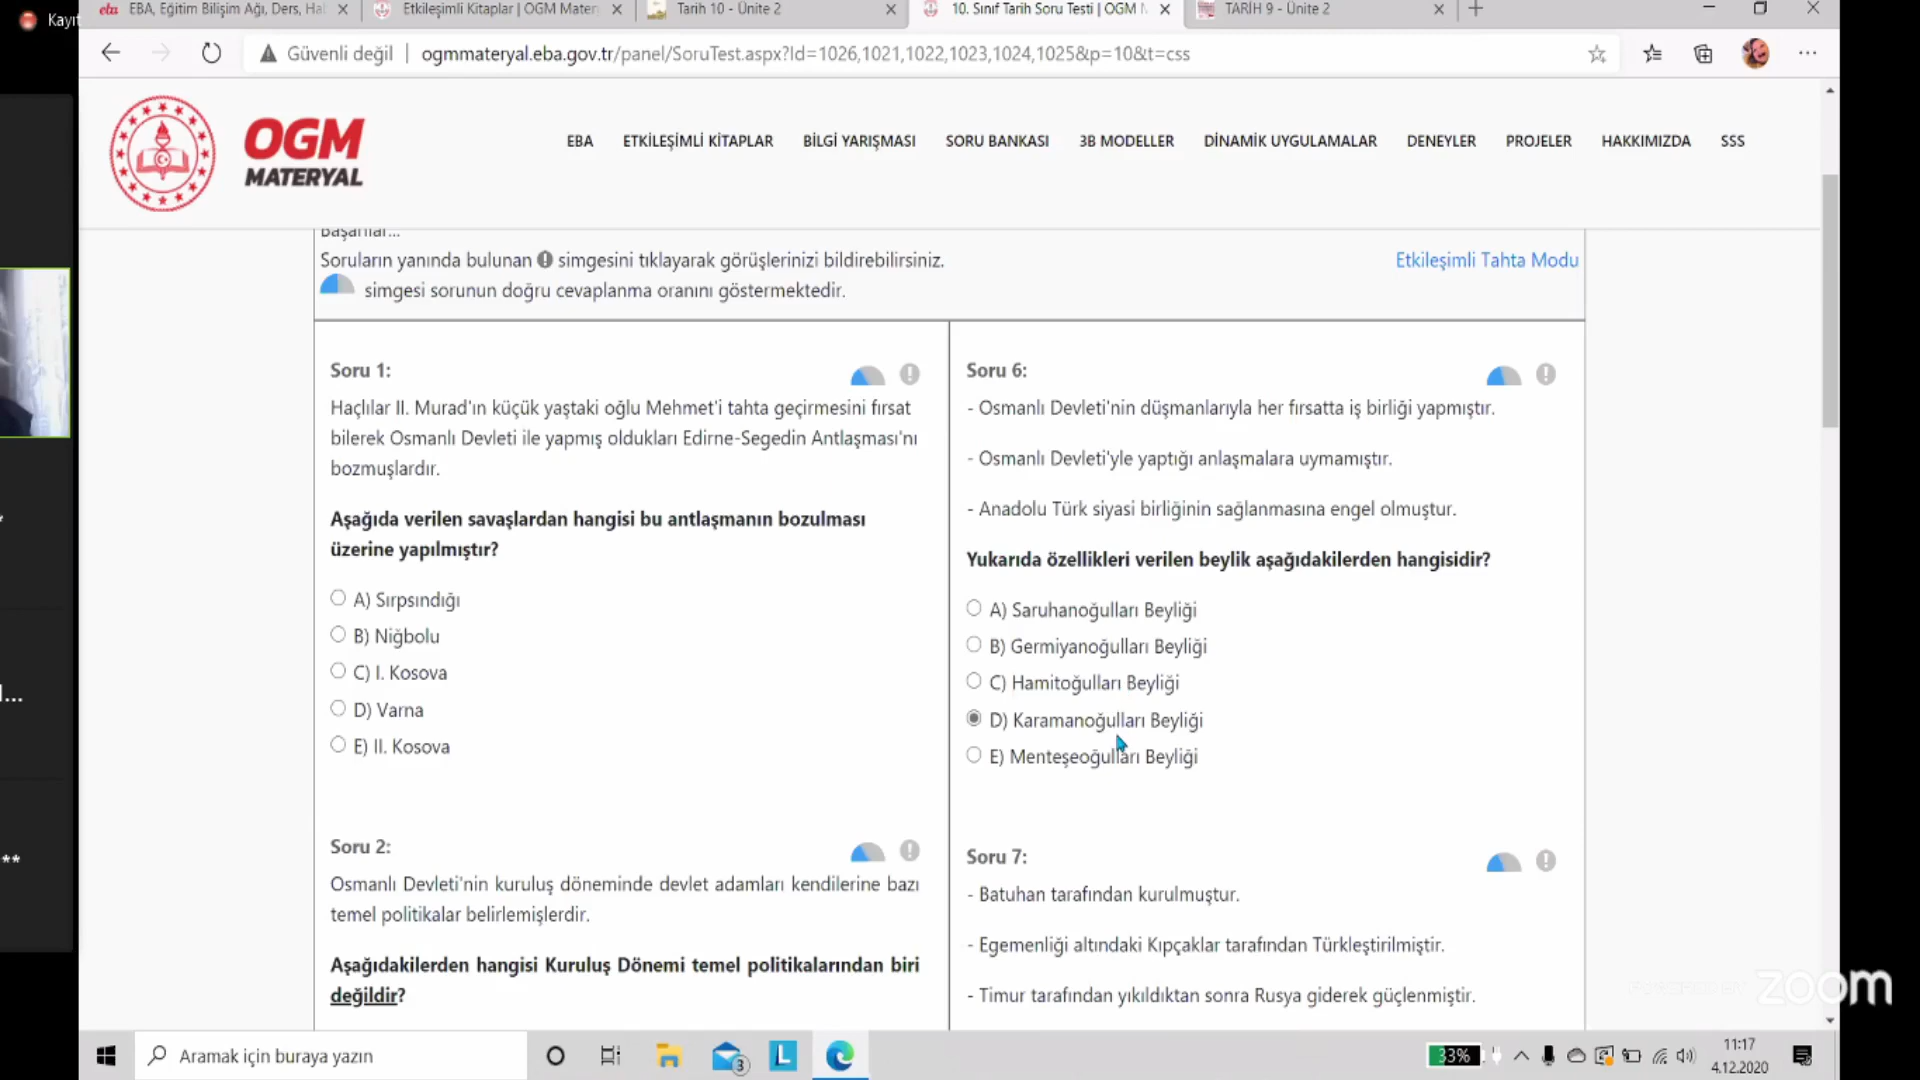 Kayıt
EBA, Eğitim Bilişim Ağı, Ders, Hab
Etkileşimli Kitaplar | OGM Mater
Tarih 10 - Ünite 2
10. Sınıf Tarih Soru Testi | OGM M
TARİH 9 - Ünite 2
Güvenli değil | ogmmateryal.eba.gov.tr/panel/SoruTest.aspx?Id=1026,1021,1022,1023,1024,1025&p=10&t=css
OGM
MATERYAL
EBA ETKİLEŞİMLİ KİTAPLAR BİLGİ YARIŞMASI SORU BANKASI 3B MODELLER DİNAMİK UYGULAMALAR DENEYLER PROJELER HAKKIMIZDA SSS
Başarılar...
Soruların yanında bulunan simgesini tıklayarak görüşlerinizi bildirebilirsiniz.
Etkileşimli Tahta Modu
simgesi sorunun doğru cevaplanma oranını göstermektedir.
Soru 1:
Haçlılar II. Murad'ın küçük yaştaki oğlu Mehmet'i tahta geçirmesini fırsat
bilerek Osmanlı Devleti ile yapmış oldukları Edirne-Segedin Antlaşması'nı
bozmuşlardır.
Aşağıda verilen savaşlardan hangisi bu antlaşmanın bozulması
üzerine yapılmıştır?
A) Sırpsındığı
B) Niğbolu
C) I. Kosova
D) Varna
E) II. Kosova
Soru 2:
Osmanlı Devleti'nin kuruluş döneminde devlet adamları kendilerine bazı
temel politikalar belirlemişlerdir.
Aşağıdakilerden hangisi Kuruluş Dönemi temel politikalarından biri
değildir?
Soru 6:
- Osmanlı Devleti'nin düşmanlarıyla her fırsatta iş birliği yapmıştır.
- Osmanlı Devleti'yle yaptığı anlaşmalara uymamıştır.
- Anadolu Türk siyasi birliğinin sağlanmasına engel olmuştur.
Yukarıda özellikleri verilen beylik aşağıdakilerden hangisidir?
A) Saruhanoğulları Beyliği
B) Germiyanoğulları Beyliği
C) Hamitoğulları Beyliği
D) Karamanoğulları Beyliği
E) Menteşeoğulları Beyliği
Soru 7:
- Batuhan tarafından kurulmuştur.
- Egemenliği altındaki Kıpçaklar tarafından Türkleştirilmiştir.
- Timur tarafından yıkıldıktan sonra Rusya giderek güçlenmiştir.
zoom
Aramak için buraya yazın
3
L
33%
11:17
4.12.2020